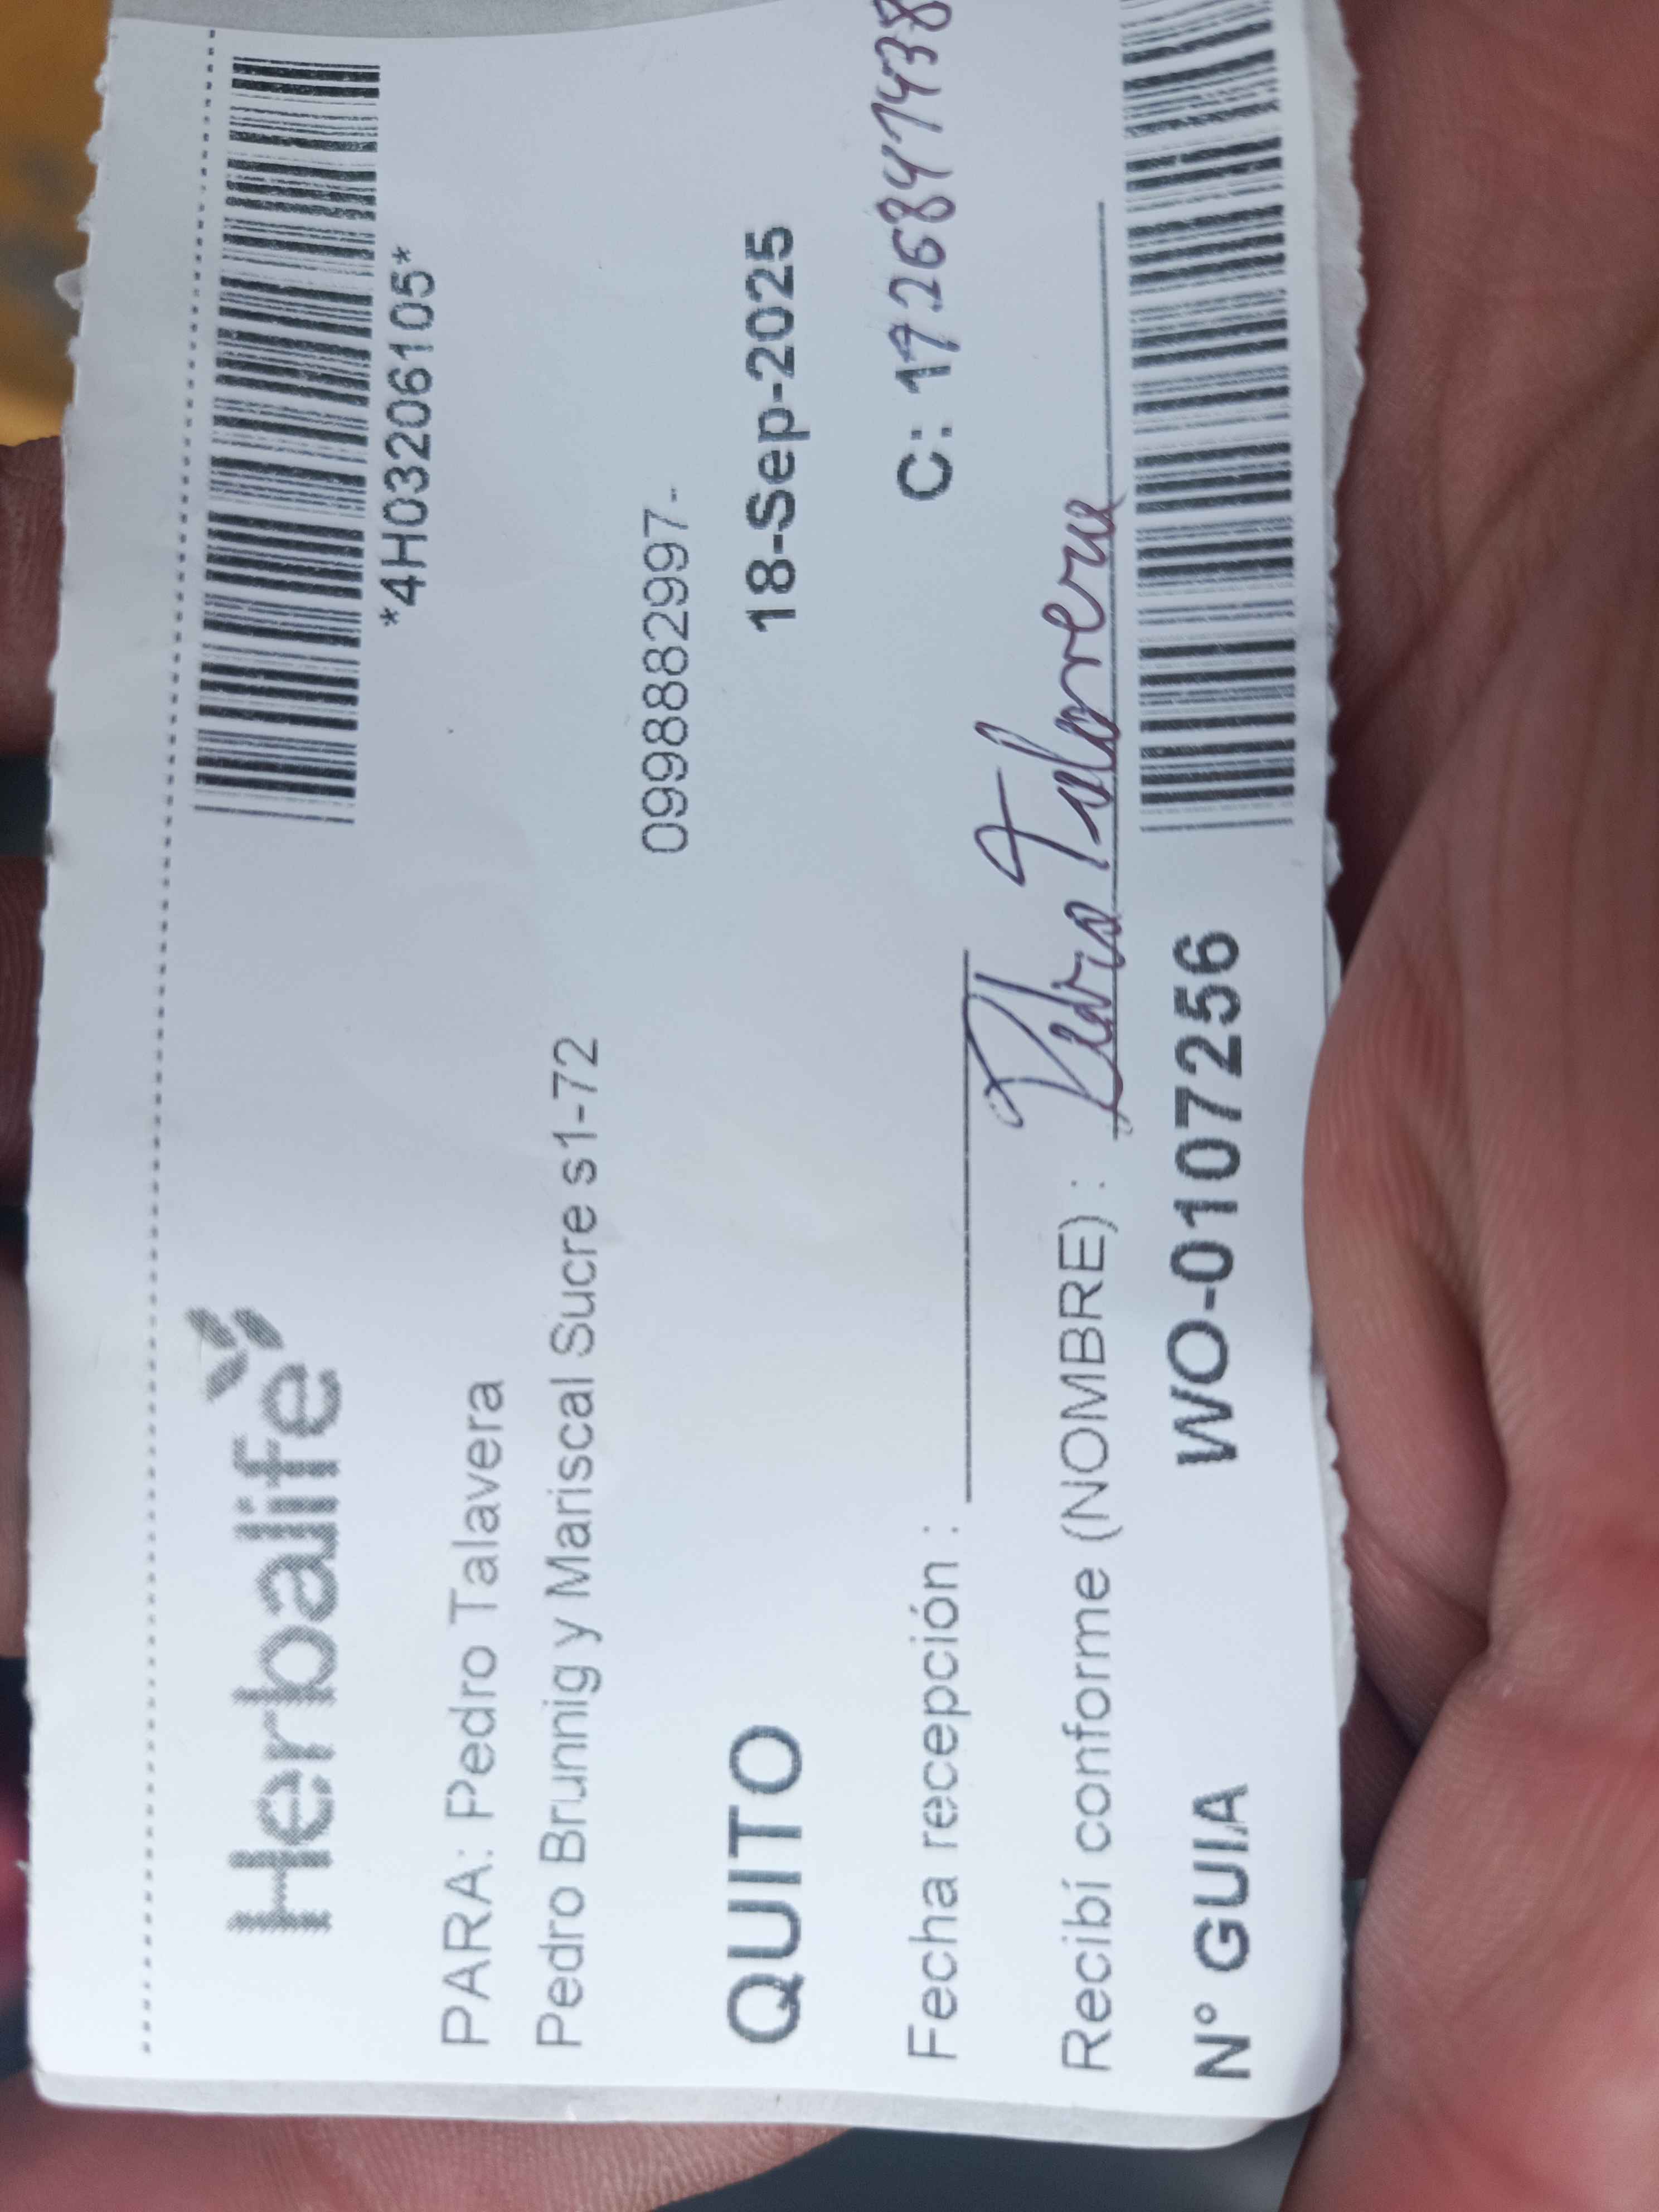 Herbalife
*4H03206105*
PARA: Pedro Talavera
Pedro Brunnig y Mariscal Sucre s1-72
0998882997-
QUITO 18-Sep-2025
Fecha recepción : C: 1726847438
Recibí conforme (NOMBRE) : Pedro Talavera
N° GUIA WO-0107256